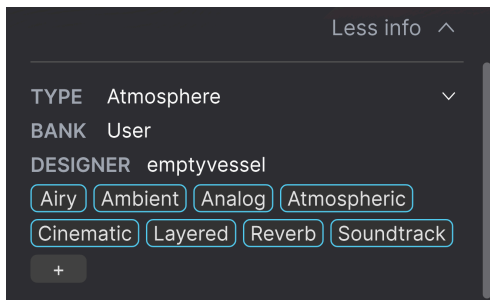 Less info
TYPE Atmosphere
BANK User
DESIGNER emptyvessel
Airy Ambient Analog Atmospheric
Cinematic Layered Reverb Soundtrack
+